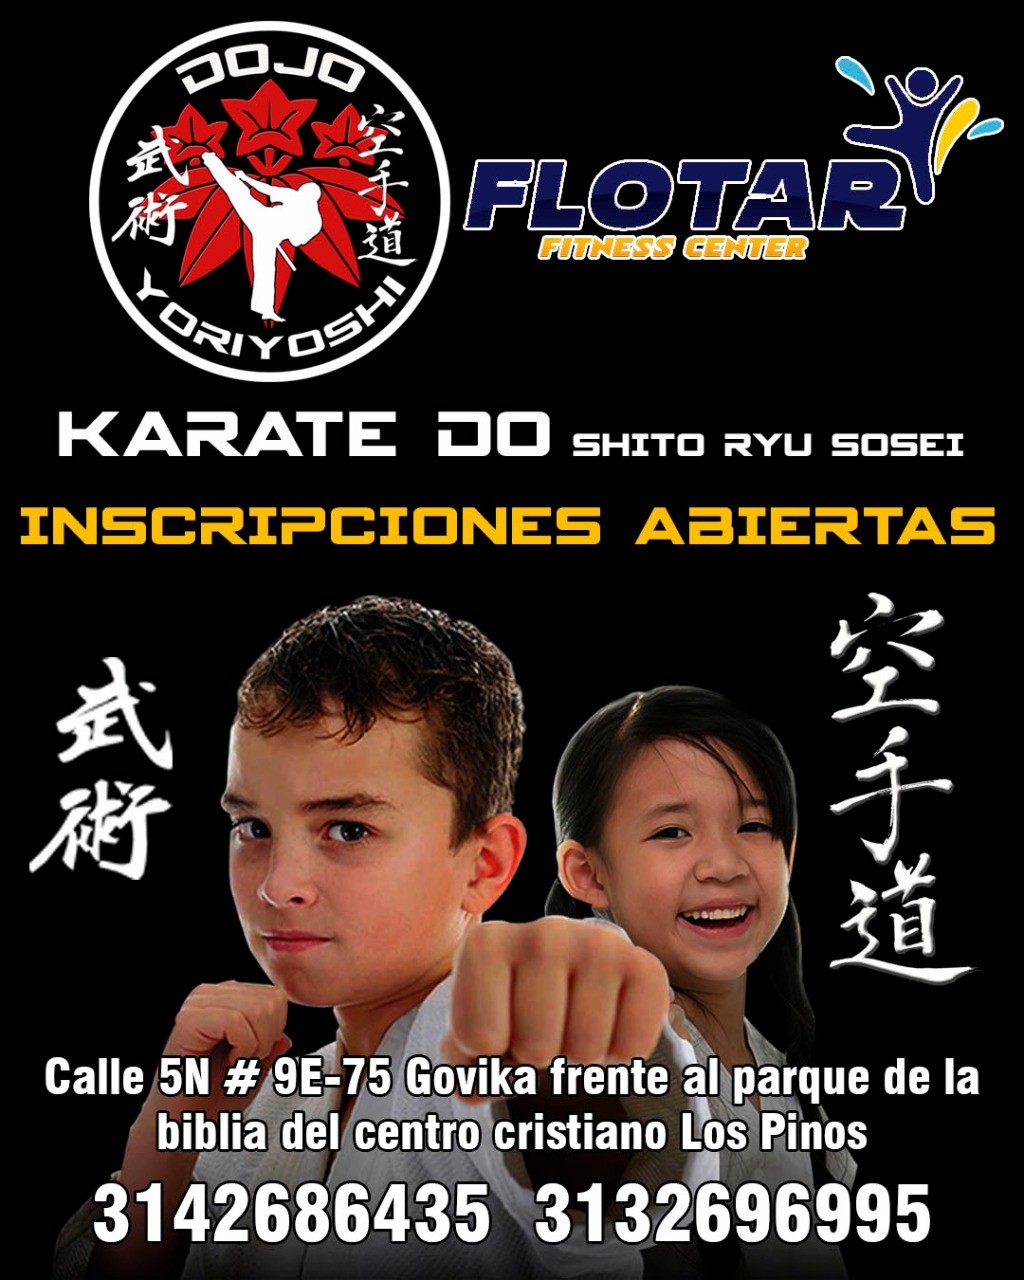 DOJO
武術
空手道
YORIYOSHI
FLOTAR
FITNESS CENTER
KARATE DO SHITO RYU SOSEI
INSCRIPCIONES ABIERTAS
武術
空手道
Calle 5N # 9E-75 Govika frente al parque de la
biblia del centro cristiano Los Pinos
3142686435 3132696995